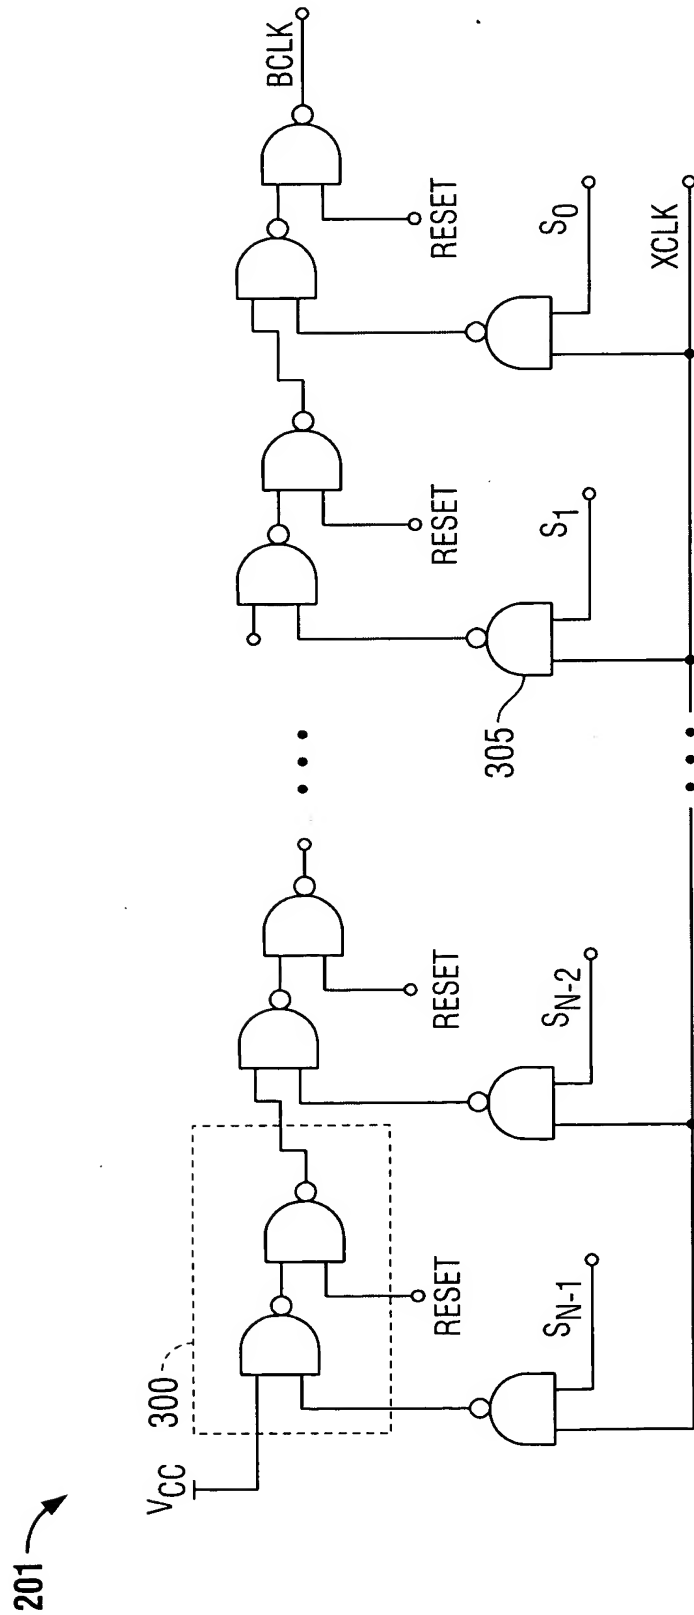 201
VCC
300
RESET
SN-1
RESET
SN-2
305
RESET
S1
RESET
S0
BCLK
XCLK